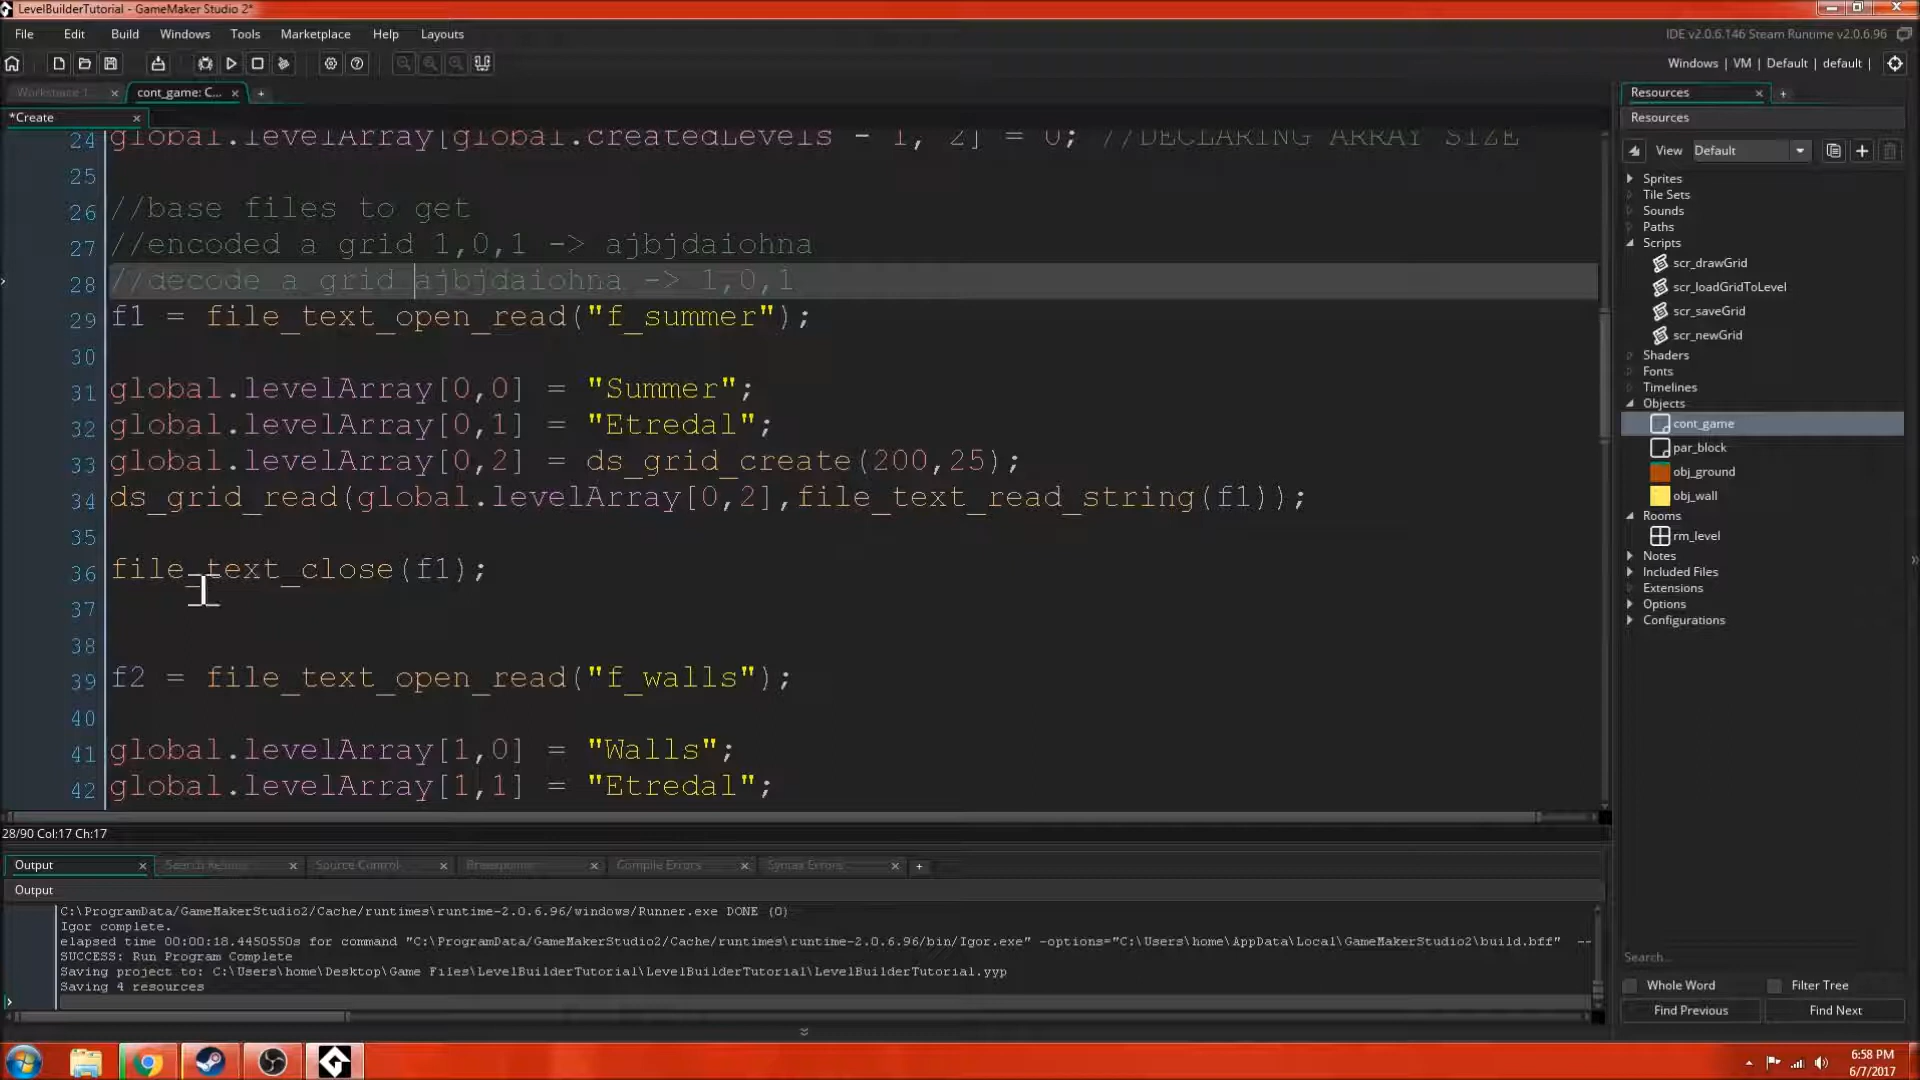 LevelBuilderTutorial - GameMaker Studio 2*
File Edit Build Windows Tools Marketplace Help Layouts
IDE v2.0.6.146 Steam Runtime v2.0.6.96
Windows | VM | Default | default |
Workspace 1 cont_game: C...
*Create
24 global.levelArray[global.createdLevels - 1, 2] = 0; //DECLARING ARRAY SIZE
25
26 //base files to get
27 //encoded a grid 1,0,1 -> ajbjdaiohna
28 //decode a grid ajbjdaiohna -> 1,0,1
29 f1 = file_text_open_read("f_summer");
30
31 global.levelArray[0,0] = "Summer";
32 global.levelArray[0,1] = "Etredal";
33 global.levelArray[0,2] = ds_grid_create(200,25);
34 ds_grid_read(global.levelArray[0,2],file_text_read_string(f1));
35
36 file_text_close(f1);
37
38
39 f2 = file_text_open_read("f_walls");
40
41 global.levelArray[1,0] = "Walls";
42 global.levelArray[1,1] = "Etredal";
28/90 Col:17 Ch:17
Output Search Results Source Control Breakpoints Compile Errors Syntax Errors
Output
C:\ProgramData/GameMakerStudio2/Cache/runtimes\runtime-2.0.6.96/windows/Runner.exe DONE (0)
Igor complete.
elapsed time 00:00:18.4450550s for command "C:\ProgramData/GameMakerStudio2/Cache/runtimes\runtime-2.0.6.96/bin/Igor.exe" -options="C:\Users\home\AppData\Local\GameMakerStudio2\build.bff" --
SUCCESS: Run Program Complete
Saving project to: C:\Users\home\Desktop\Game Files\LevelBuilderTutorial\LevelBuilderTutorial\LevelBuilderTutorial.yyp
Saving 4 resources
Resources
Resources
View Default
Sprites
Tile Sets
Sounds
Paths
Scripts
scr_drawGrid
scr_loadGridToLevel
scr_saveGrid
scr_newGrid
Shaders
Fonts
Timelines
Objects
cont_game
par_block
obj_ground
obj_wall
Rooms
rm_level
Notes
Included Files
Extensions
Options
Configurations
Search...
Whole Word Filter Tree
Find Previous Find Next
6:58 PM
6/7/2017